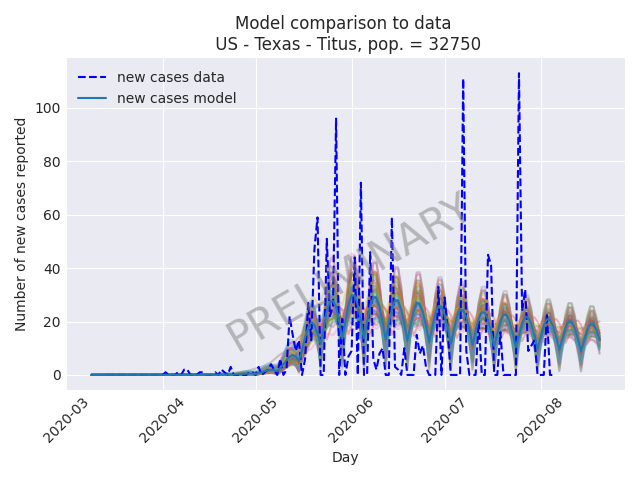 Model comparison to data
US - Texas - Titus, pop. = 32750
new cases data
new cases model
PRELIMINARY
Number of new cases reported
100
80
60
40
20
0
2020-03
2020-04
2020-05
2020-06
2020-07
2020-08
Day